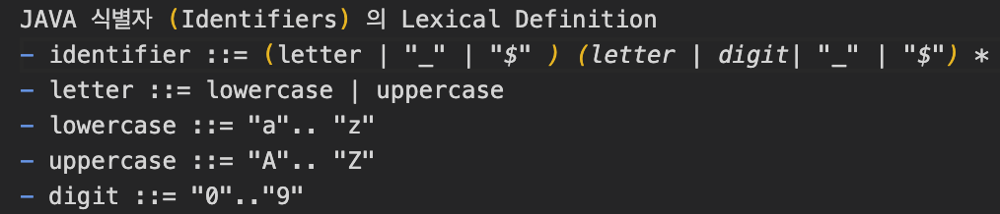 JAVA 식별자 (Identifiers) 의 Lexical Definition
- identifier ::= (letter | "_" | "$" ) (letter | digit| "_" | "$") *
- letter ::= lowercase | uppercase
- lowercase ::= "a".. "z"
- uppercase ::= "A".. "Z"
- digit ::= "0".."9"